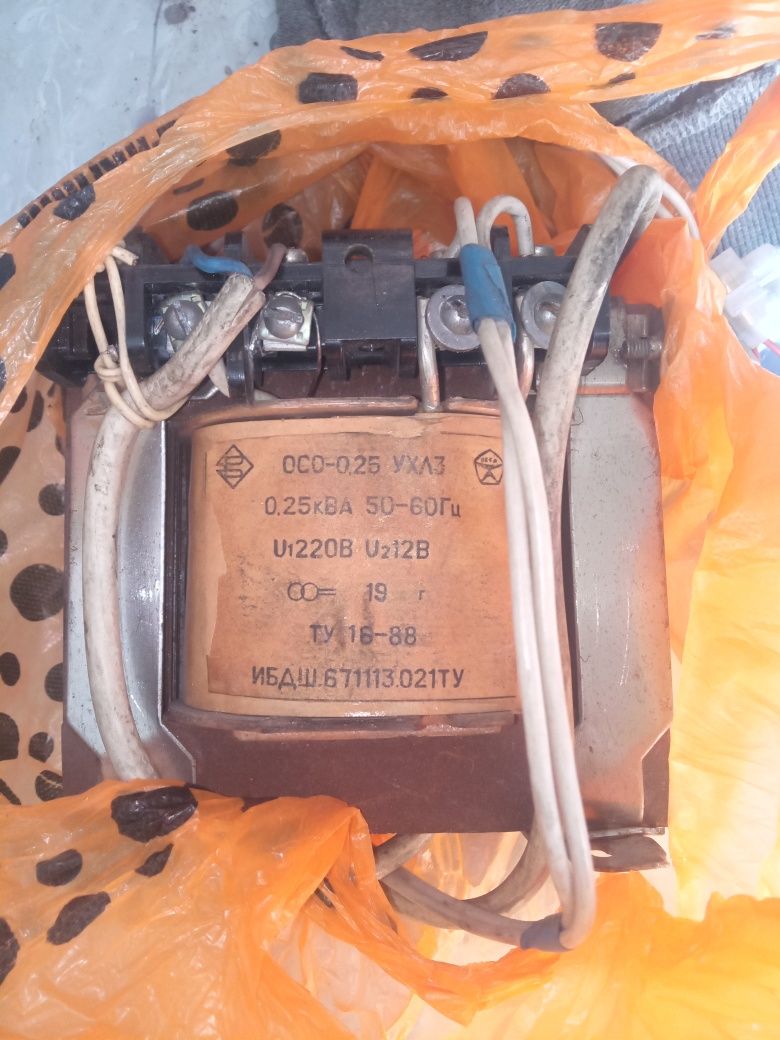 ОСО-0,25 УХЛ3
0,25кВА 50-60Гц
U₁220В U₂12В
∞= 19 г
ТУ 16-88
ИБДШ.671113.021ТУ